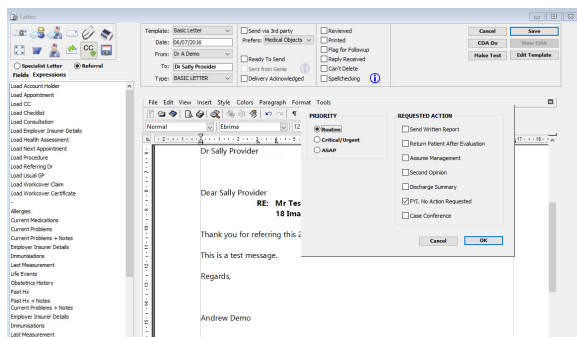 Letter
Template: Basic Letter
Date: 06/07/2016
From: Dr A Demo
To: Dr Sally Provider
Type: BASIC LETTER
Send via 3rd party
Prefers: Medical Objects
Ready To Send
Sent from Genie
Delivery Acknowledged
Reviewed
Printed
Flag for Followup
Reply Received
Can't Delete
Spellchecking
Cancel Save
CDA Dx View CDA
Make Text Edit Template
Specialist Letter Referral
Fields Expressions
Load Account Holder
Load Appointment
Load CC
Load Checklist
Load Consultation
Load Employer Insurer Details
Load Health Assessment
Load Next Appointment
Load Procedure
Load Referring Dr
Load Usual GP
Load Workcover Claim
Load Workcover Certificate
-
Allergies
Current Medications
Current Problems
Current Problems + Notes
Employer Insurer Details
Immunisations
Last Measurement
Life Events
Obstetrics History
Past Hx
Past Hx + Notes
Current Problems + Notes
Employer Insurer Details
Immunisations
Last Measurement
File Edit View Insert Style Colors Paragraph Format Tools
Normal Ebrima 12
Dr Sally Provider
Dear Sally Provider
RE: Mr Tes
18 Ima
Thank you for referring this 2
This is a test message.
Regards,
Andrew Demo
PRIORITY
Routine
Critical/Urgent
ASAP
REQUESTED ACTION
Send Written Report
Return Patient After Evaluation
Assume Management
Second Opinion
Discharge Summary
FYI. No Action Requested
Case Conference
Cancel OK